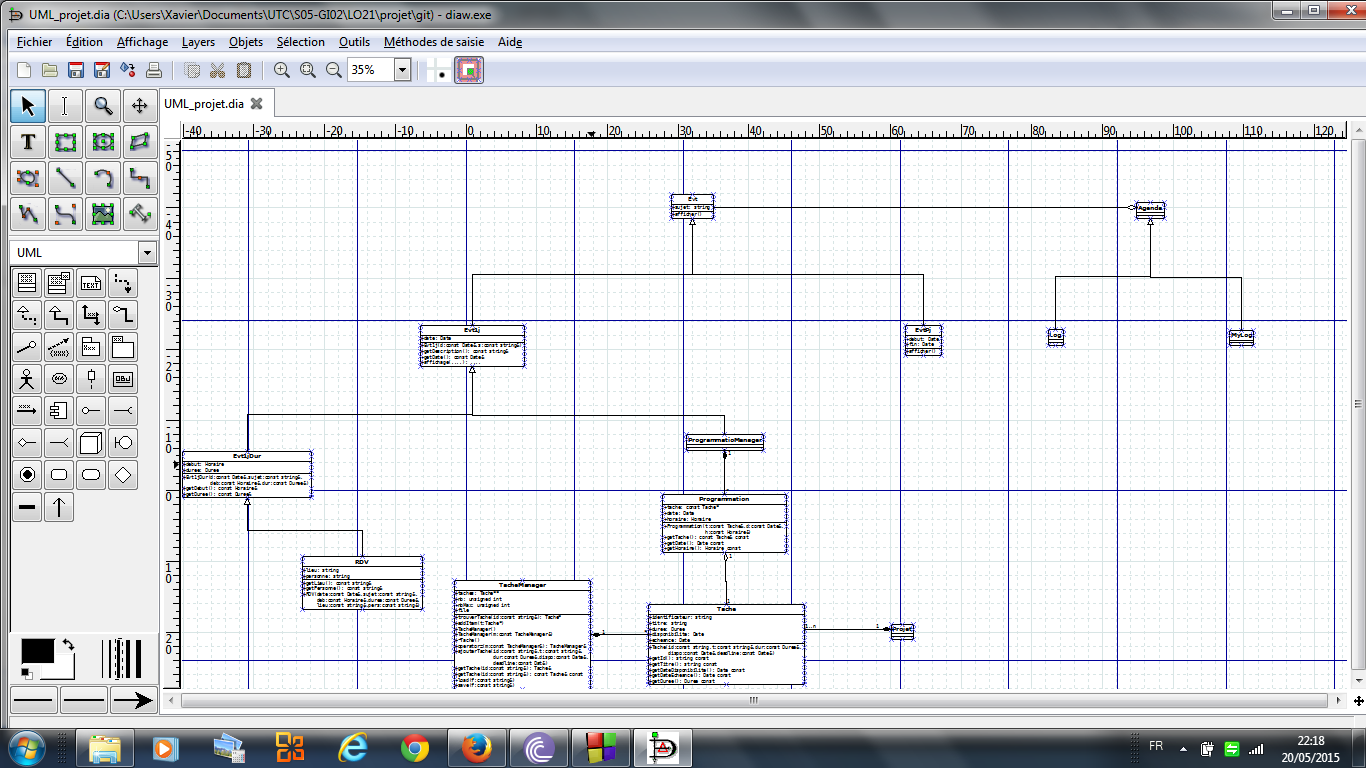 UML_projet.dia (C:\Users\Xavier\Documents\UTC\S05-GI02\LO21\projet\git) - diaw.exe
Fichier Édition Affichage Layers Objets Sélection Outils Méthodes de saisie Aide
35%
UML_projet.dia
-40 -30 -20 -10 0 10 20 30 40 50 60 70 80 90 100 110 120
UML
Evt
sujet: string
afficher()
Agenda
Evt1j
date: Date
Evt1j(d:const Date&,s:const string&)
getDescription(): const string&
getDate(): const Date&
EvtPj
debut: Date
fin: Date
afficher()
Log
MyLog
Evt1jDur
debut: Horaire
duree: Duree
Evt1jDur(d:const Date&,sujet:const string&,
deb:const Horaire&,dur:const Duree&)
getDebut(): const Horaire&
getDuree(): const Duree&
ProgrammatioManager
1
Programmation
tache: const Tache*
date: Date
horaire: Horaire
Programmation(t:const Tache&,d:const Date&,
h:const Horaire&)
getTache(): const Tache& const
getDate(): Date const
getHoraire(): Horaire const
1
RDV
lieu: string
personne: string
getLieu(): const string&
getPersonne(): const string&
RDV(date:const Date&,sujet:const string&,
deb:const Horaire&,duree:const Duree&,
lieu:const string&,pers:const string&)
TacheManager
taches: Tache**
nb: unsigned int
nbMax: unsigned int
file
trouverTache(id:const string&): Tache*
addItem(t:Tache*)
TacheManager()
TacheManager(m:const TacheManager&)
~Tache()
operator=(m:const TacheManager&): TacheManager&
ajouterTache(id:const string&,t:const string&,
dur:const Duree&,dispo:const Date&,
deadline:const Dat&)
getTache(id:const string&): Tache&
getTache(id:const string&): const Tache& const
load(f:const string&)
save(f:const string&)
1
1
Tache
identificateur: string
titre: string
duree: Duree
disponibilite: Date
echeance: Date
Tache(id:const string,t:const string&,dur:const Duree&,
dispo:const Date&,deadline:const Date&)
getId(): string const
getTitre(): string const
getDateDisponibilite(): Date const
getDateEcheance(): Date const
getDuree(): Duree const
1
Projet
FR
22:18
20/05/2015